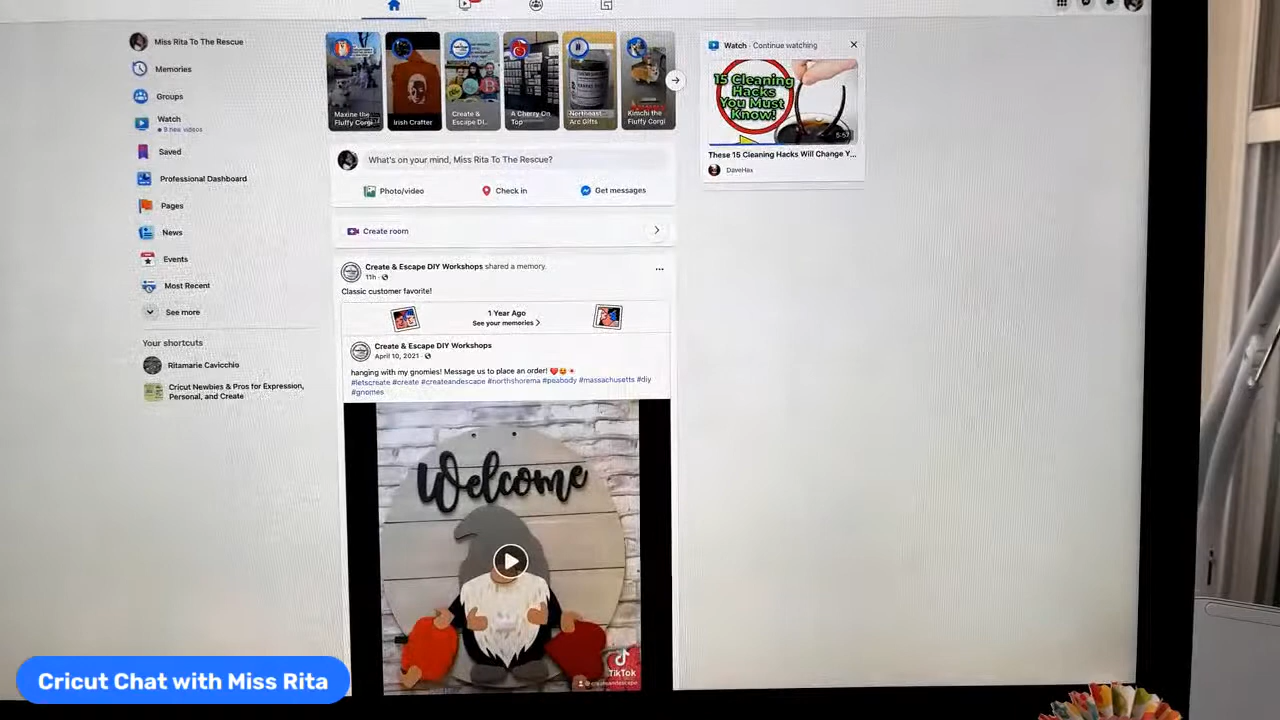 Miss Rita To The Rescue
Memories
Groups
Watch
9 new videos
Saved
Professional Dashboard
Pages
News
Events
Most Recent
See more
Your shortcuts
Ritamarie Cavicchio
Cricut Newbies & Pros for Expression,
Personal, and Create
Maxine the
Fluffy Corgi
Irish Crafter
Create &
Escape DI...
A Cherry On
Top
Northeast
Arc Gifts
Kimchi the
Fluffy Corgi
What's on your mind, Miss Rita To The Rescue?
Photo/video
Check in
Get messages
Create room
Create & Escape DIY Workshops shared a memory.
11h
Classic customer favorite!
1 Year Ago
See your memories
Create & Escape DIY Workshops
April 10, 2021
hanging with my gnomies! Message us to place an order! ❤️🤩
#letscreate #create #createandescape #northshorema #peabody #massachusetts #diy
#gnomes
Welcome
TikTok
Watch · Continue watching
15 Cleaning
Hacks
You Must
Know!
5:57
These 15 Cleaning Hacks Will Change Y...
DaveHax
Cricut Chat with Miss Rita